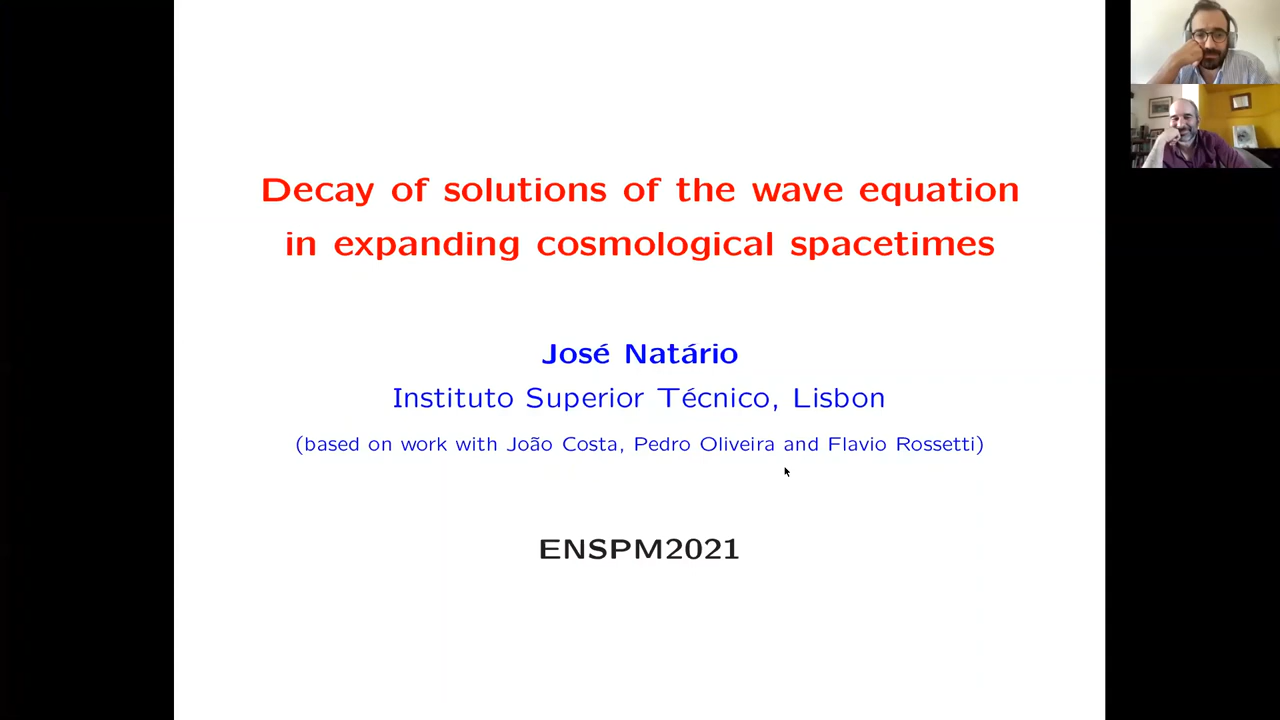 Decay of solutions of the wave equation
in expanding cosmological spacetimes
José Natário
Instituto Superior Técnico, Lisbon
(based on work with João Costa, Pedro Oliveira and Flavio Rossetti)
ENSPM2021